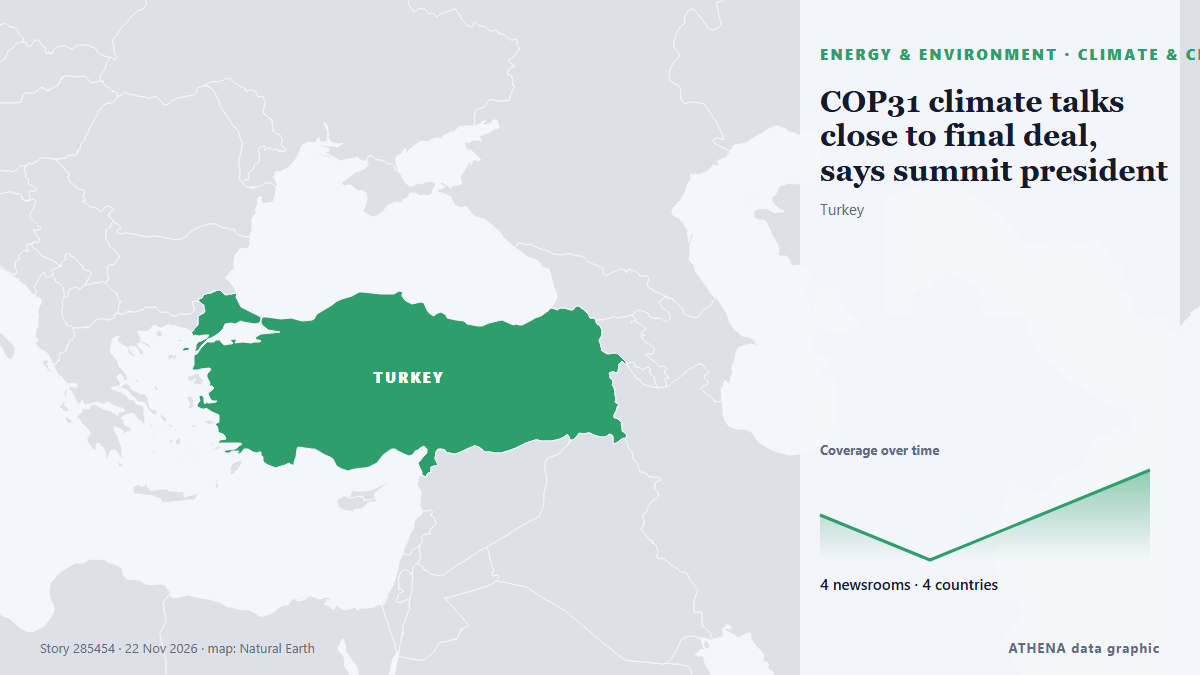 ENERGY & ENVIRONMENT · CLIMATE & C
COP31 climate talks
close to final deal,
says summit president
Turkey
TURKEY
Coverage over time
4 newsrooms · 4 countries
Story 285454 · 22 Nov 2026 · map: Natural Earth
ATHENA data graphic